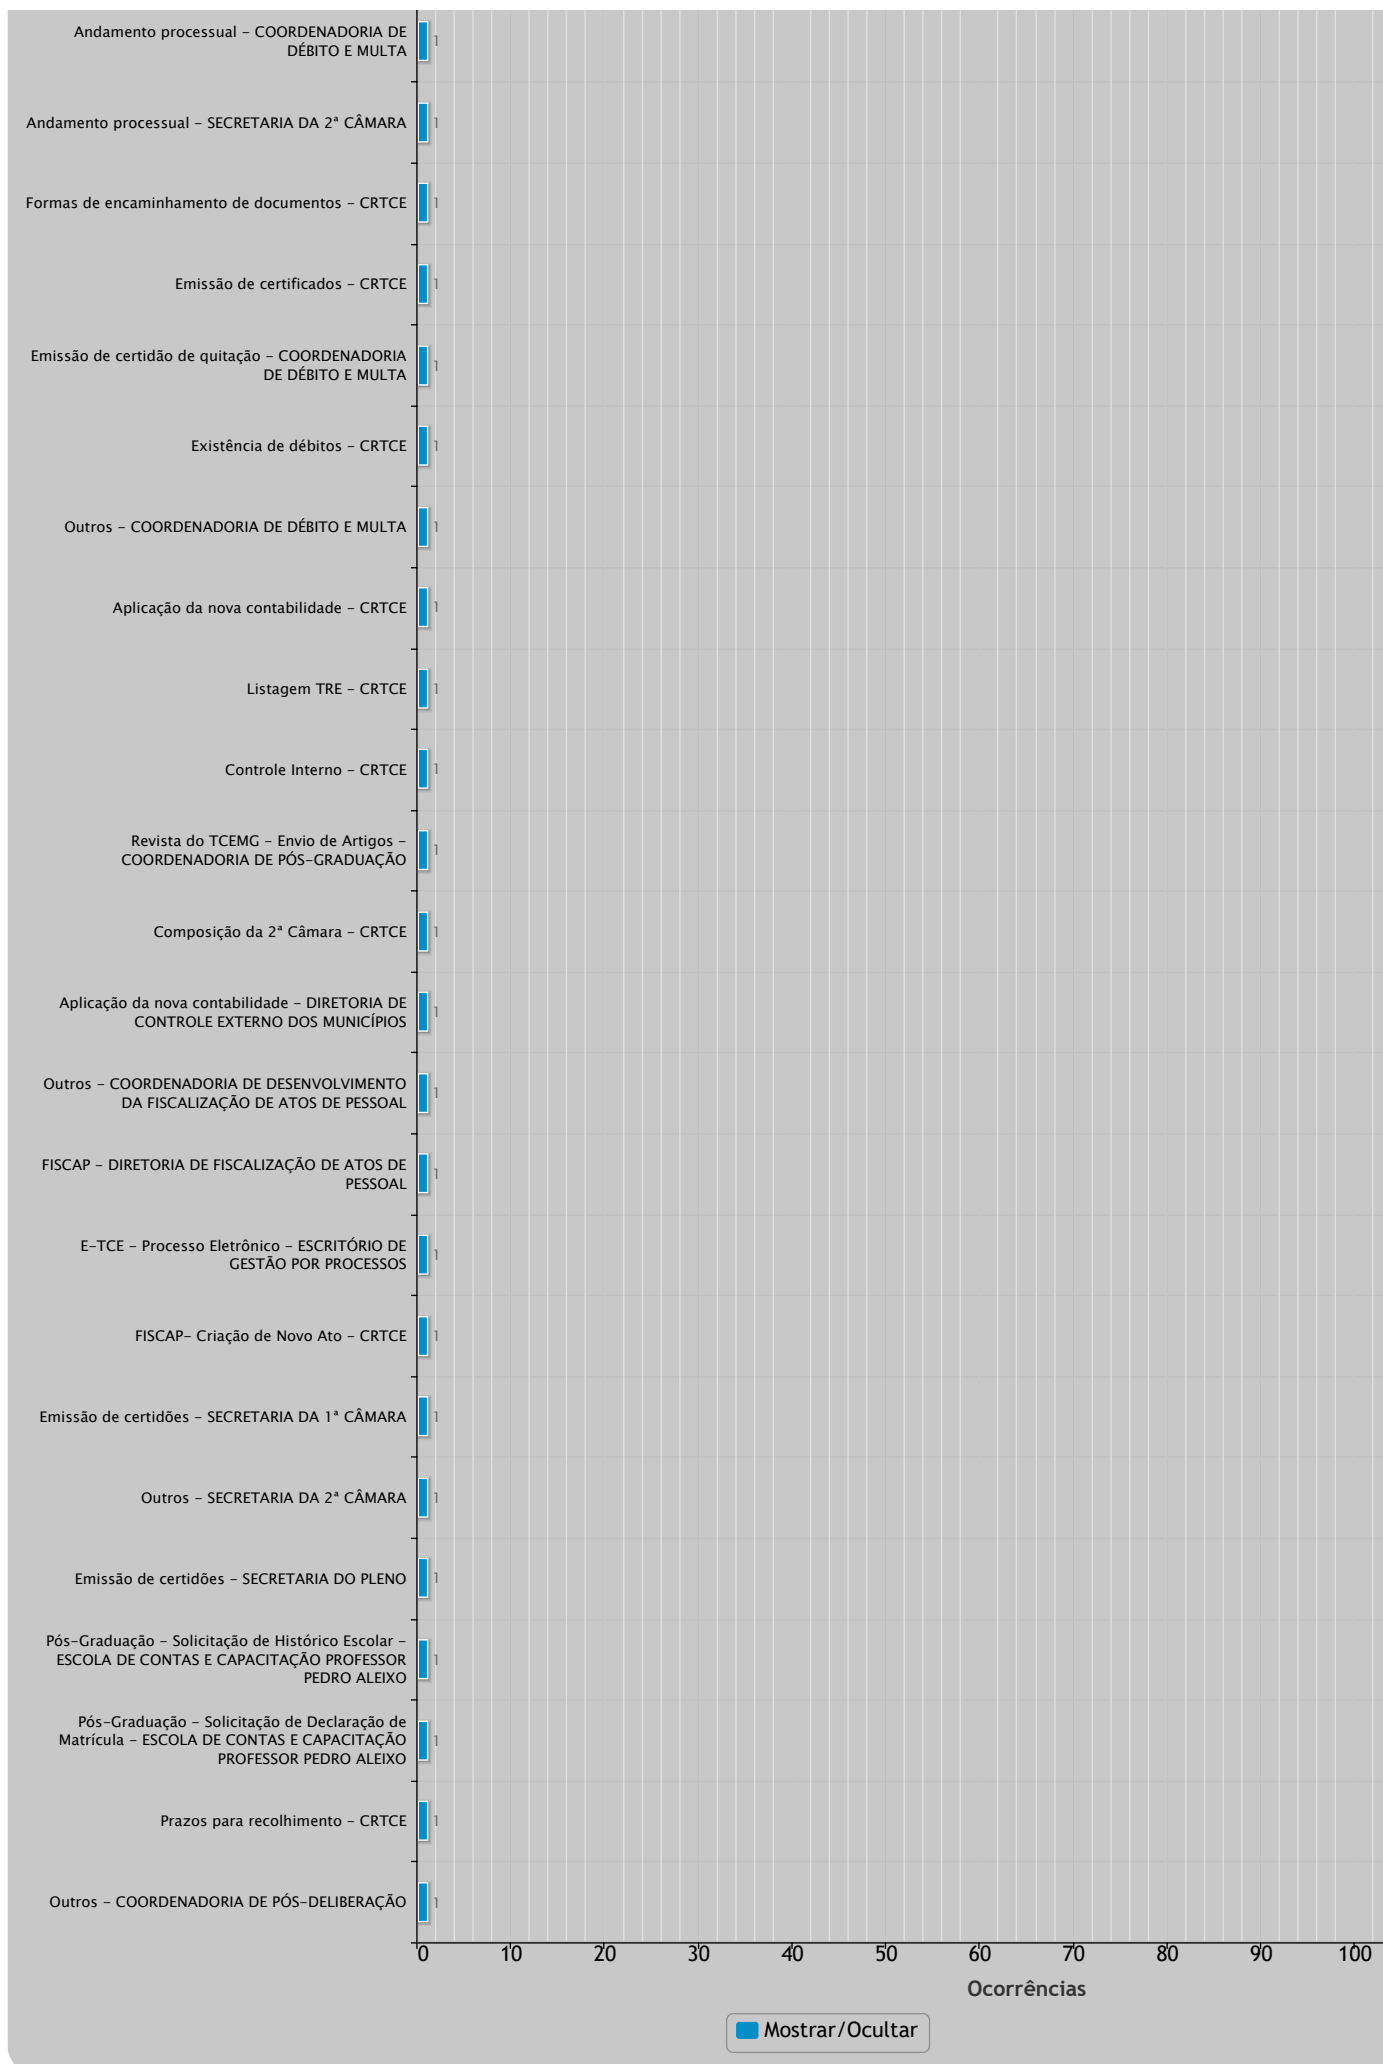 Andamento processual - COORDENADORIA DE
DÉBITO E MULTA
1
Andamento processual - SECRETARIA DA 2ª CÂMARA
1
Formas de encaminhamento de documentos - CRTCE
1
Emissão de certificados - CRTCE
1
Emissão de certidão de quitação - COORDENADORIA
DE DÉBITO E MULTA
1
Existência de débitos - CRTCE
1
Outros - COORDENADORIA DE DÉBITO E MULTA
1
Aplicação da nova contabilidade - CRTCE
1
Listagem TRE - CRTCE
1
Controle Interno - CRTCE
1
Revista do TCEMG - Envio de Artigos -
COORDENADORIA DE PÓS-GRADUAÇÃO
1
Composição da 2ª Câmara - CRTCE
1
Aplicação da nova contabilidade - DIRETORIA DE
CONTROLE EXTERNO DOS MUNICÍPIOS
1
Outros - COORDENADORIA DE DESENVOLVIMENTO
DA FISCALIZAÇÃO DE ATOS DE PESSOAL
1
FISCAP - DIRETORIA DE FISCALIZAÇÃO DE ATOS DE
PESSOAL
1
E-TCE - Processo Eletrônico - ESCRITÓRIO DE
GESTÃO POR PROCESSOS
1
FISCAP- Criação de Novo Ato - CRTCE
1
Emissão de certidões - SECRETARIA DA 1ª CÂMARA
1
Outros - SECRETARIA DA 2ª CÂMARA
1
Emissão de certidões - SECRETARIA DO PLENO
1
Pós-Graduação - Solicitação de Histórico Escolar -
ESCOLA DE CONTAS E CAPACITAÇÃO PROFESSOR
PEDRO ALEIXO
1
Pós-Graduação - Solicitação de Declaração de
Matrícula - ESCOLA DE CONTAS E CAPACITAÇÃO
PROFESSOR PEDRO ALEIXO
1
Prazos para recolhimento - CRTCE
1
Outros - COORDENADORIA DE PÓS-DELIBERAÇÃO
1
0 10 20 30 40 50 60 70 80 90 100
Ocorrências
Mostrar/Ocultar